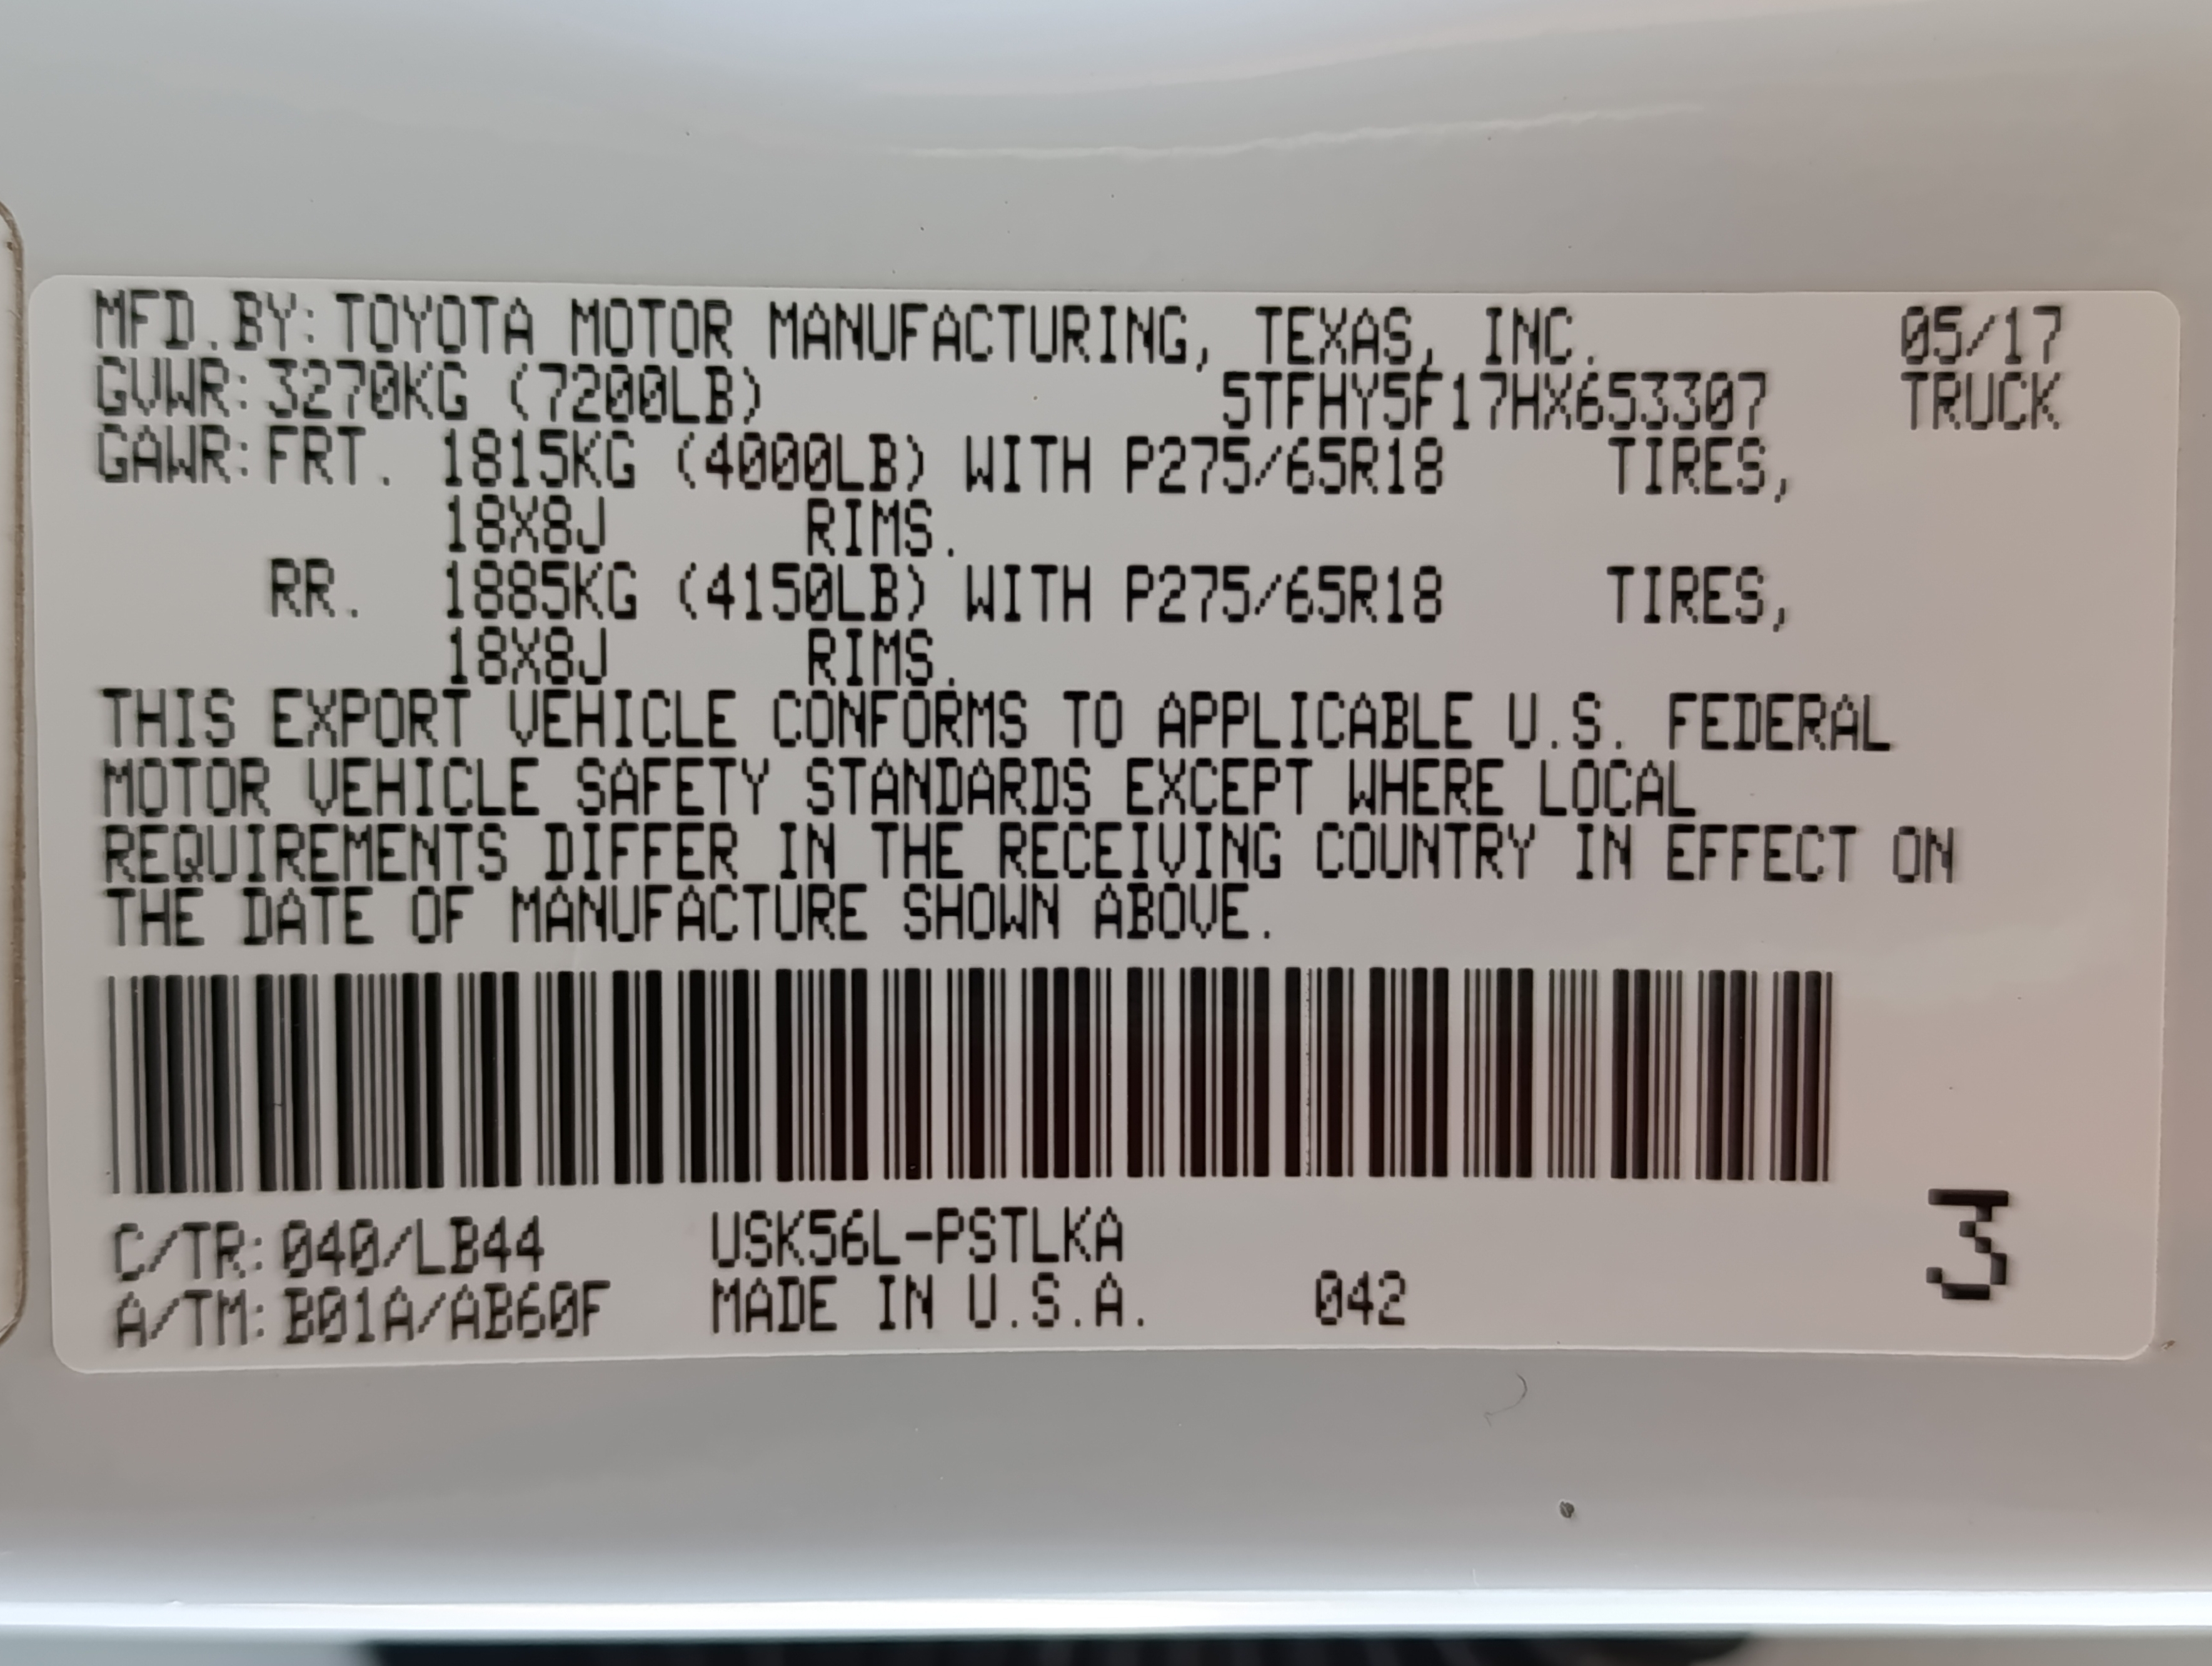 MFD.BY: TOYOTA MOTOR MANUFACTURING, TEXAS, INC. 05/17
GVWR: 3270KG (7200LB) 5TFHY5F17HX653307 TRUCK
GAWR: FRT. 1815KG (4000LB) WITH P275/65R18 TIRES,
18X8J RIMS.
RR. 1885KG (4150LB) WITH P275/65R18 TIRES,
18X8J RIMS.
THIS EXPORT VEHICLE CONFORMS TO APPLICABLE U.S. FEDERAL
MOTOR VEHICLE SAFETY STANDARDS EXCEPT WHERE LOCAL
REQUIREMENTS DIFFER IN THE RECEIVING COUNTRY IN EFFECT ON
THE DATE OF MANUFACTURE SHOWN ABOVE.
C/TR: 040/LB44 USK56L-PSTLKA 3
A/TM: B01A/AB60F MADE IN U.S.A. 042